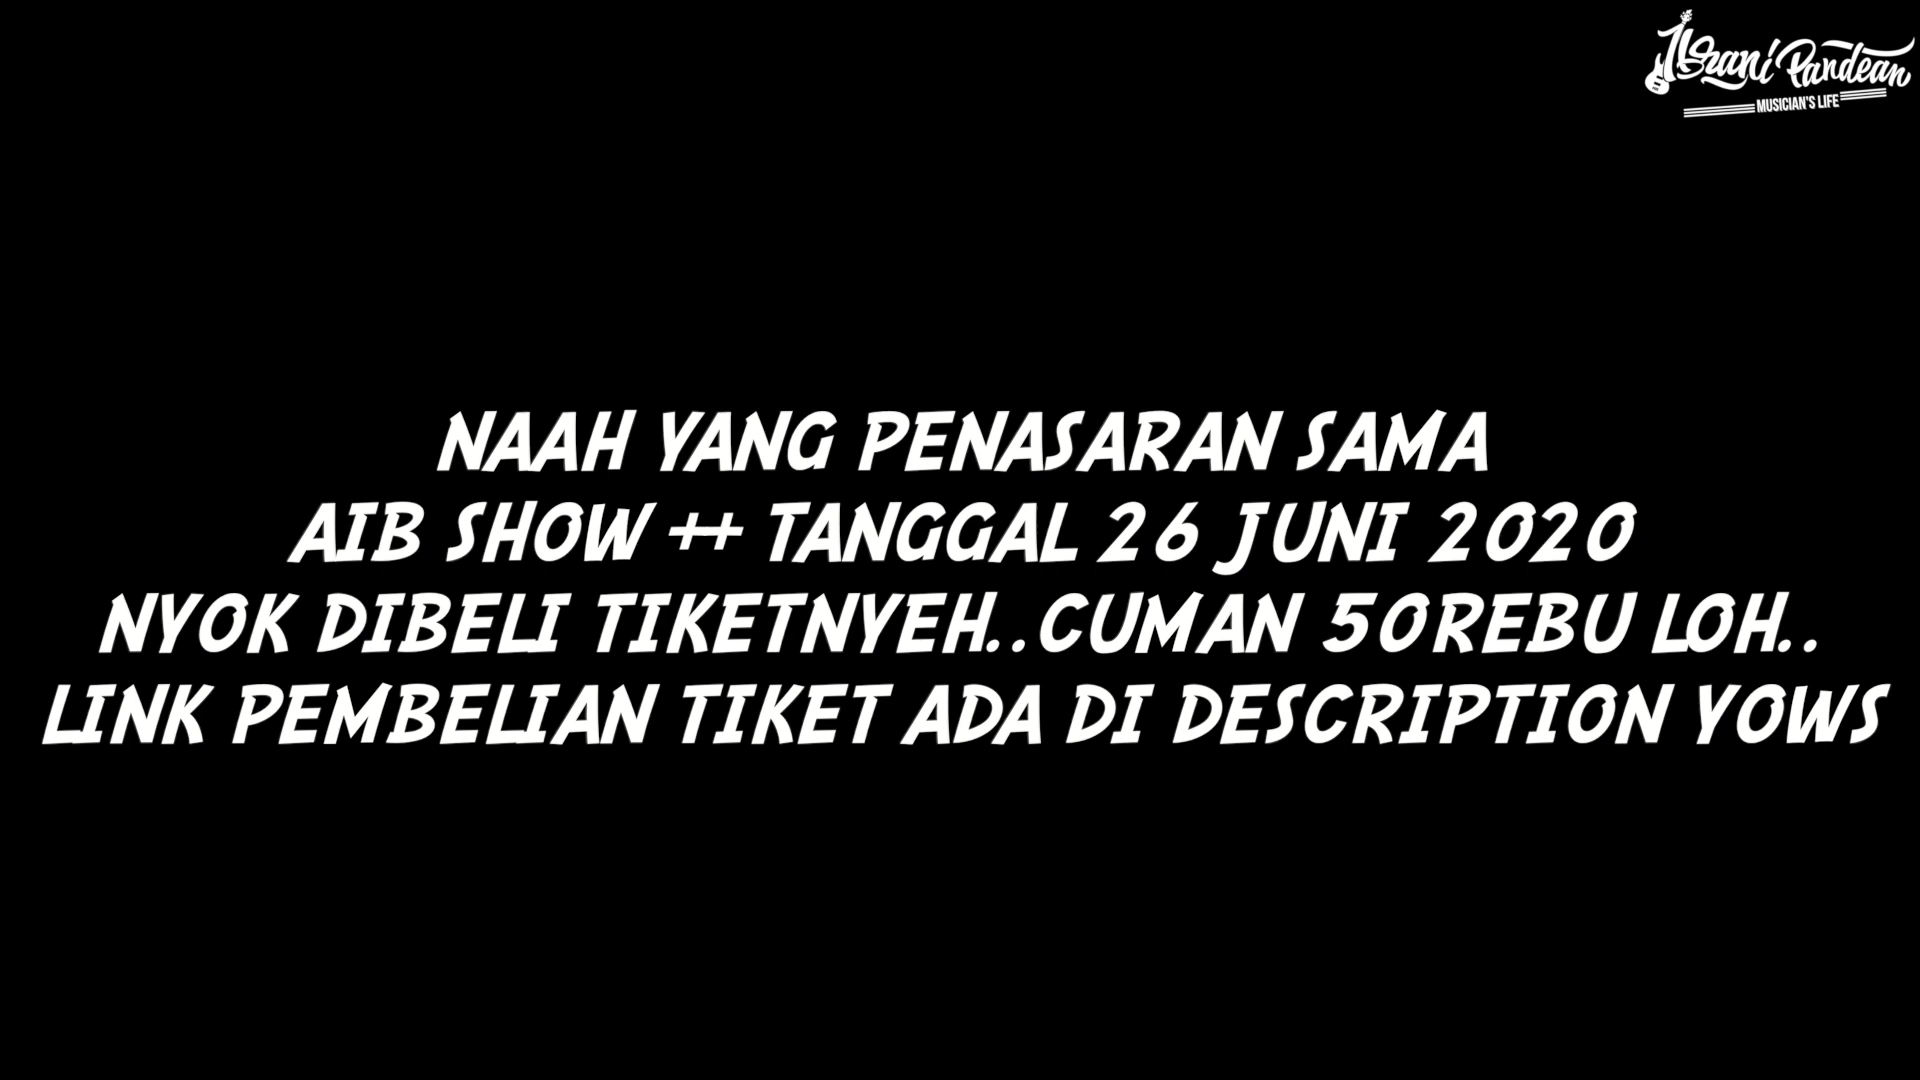 Israni Pandean
MUSICIAN'S LIFE
NAAH YANG PENASARAN SAMA
AIB SHOW ++ TANGGAL 26 JUNI 2020
NYOK DIBELI TIKETNYEH..CUMAN 50REBU LOH..
LINK PEMBELIAN TIKET ADA DI DESCRIPTION YOWS